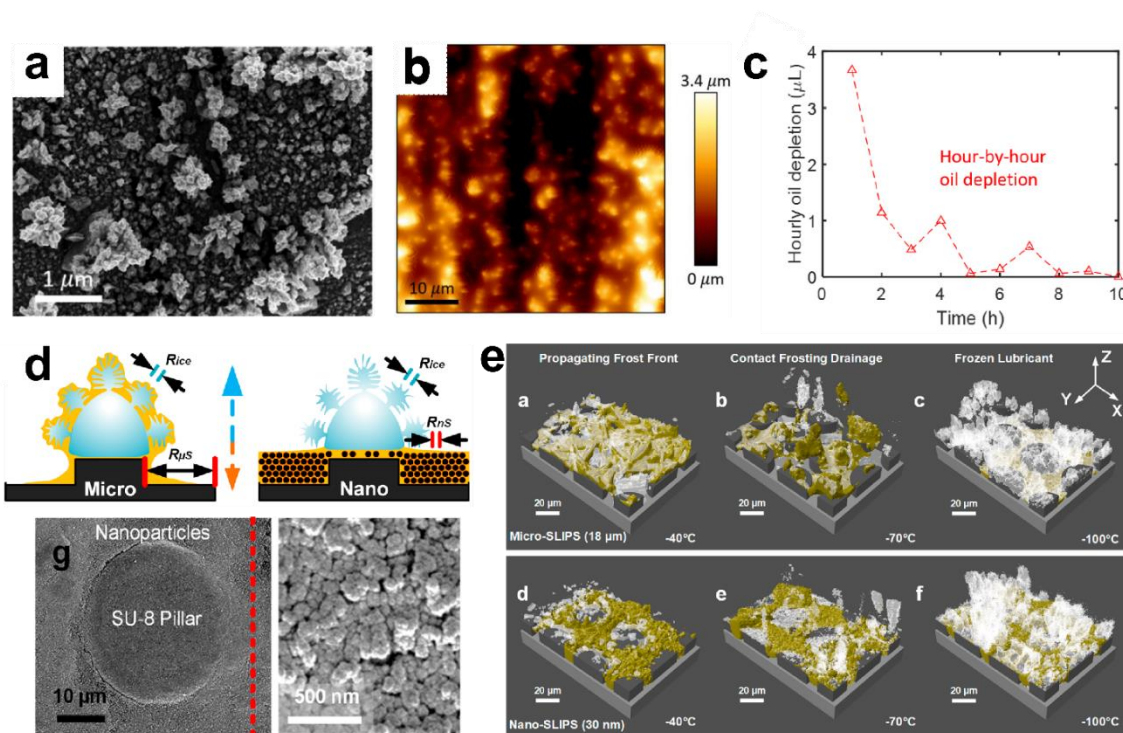 a
1 μm
b
10 μm
3.4 μm
0 μm
c
Hourly oil depletion (μL)
4
3
2
1
0
Hour-by-hour
oil depletion
0 2 4 6 8 10
Time (h)
d
Rice
RμS
Micro
Rice
RnS
Nano
g
Nanoparticles
SU-8 Pillar
10 μm
500 nm
e
Propagating Frost Front
Contact Frosting Drainage
Frozen Lubricant
a
b
c
Z
Y
X
20 μm
20 μm
20 μm
Micro-SLIPS (18 μm)
-40°C
-70°C
-100°C
d
e
f
20 μm
20 μm
20 μm
Nano-SLIPS (30 nm)
-40°C
-70°C
-100°C